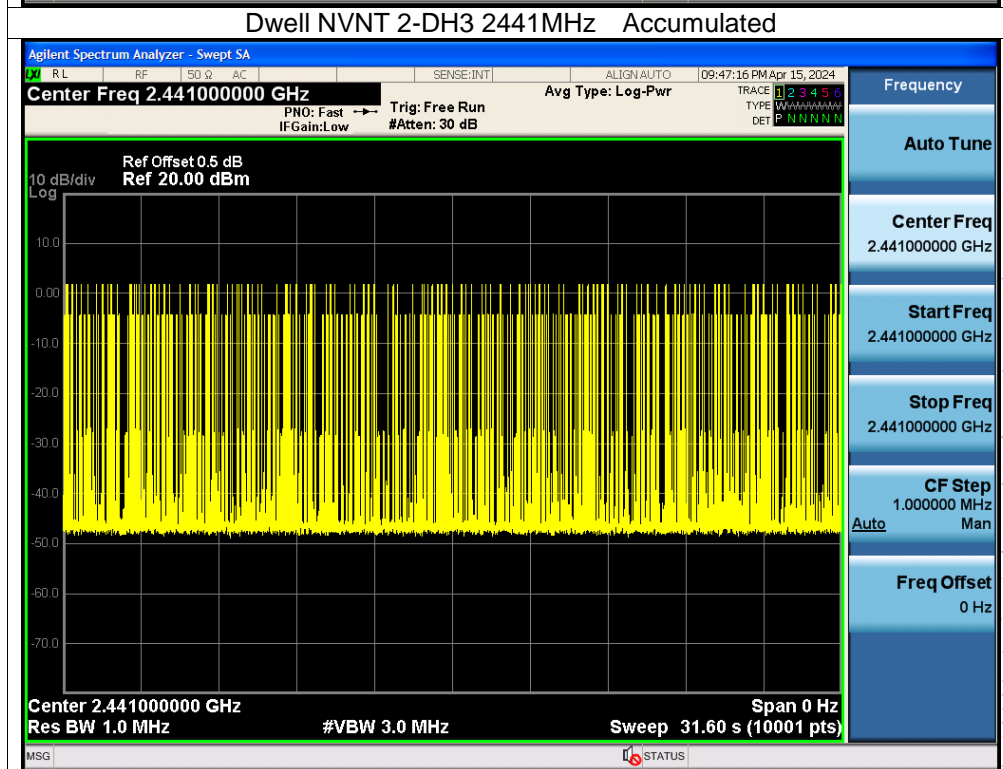 Dwell NVNT 2-DH3 2441MHz Accumulated
Agilent Spectrum Analyzer - Swept SA
LXI RL RF 50 Ω AC SENSE:INT ALIGN AUTO 09:47:16 PM Apr 15, 2024
Center Freq 2.441000000 GHz Avg Type: Log-Pwr TRACE 1 2 3 4 5 6
PNO: Fast Trig: Free Run TYPE WWWWWW
IFGain:Low #Atten: 30 dB DET P N N N N N
Frequency
Auto Tune
Ref Offset 0.5 dB
10 dB/div Ref 20.00 dBm
Log
10.0
0.00
-10.0
-20.0
-30.0
-40.0
-50.0
-60.0
-70.0
Center Freq
2.441000000 GHz
Start Freq
2.441000000 GHz
Stop Freq
2.441000000 GHz
CF Step
1.000000 MHz
Auto Man
Freq Offset
0 Hz
Center 2.441000000 GHz Span 0 Hz
Res BW 1.0 MHz #VBW 3.0 MHz Sweep 31.60 s (10001 pts)
MSG STATUS